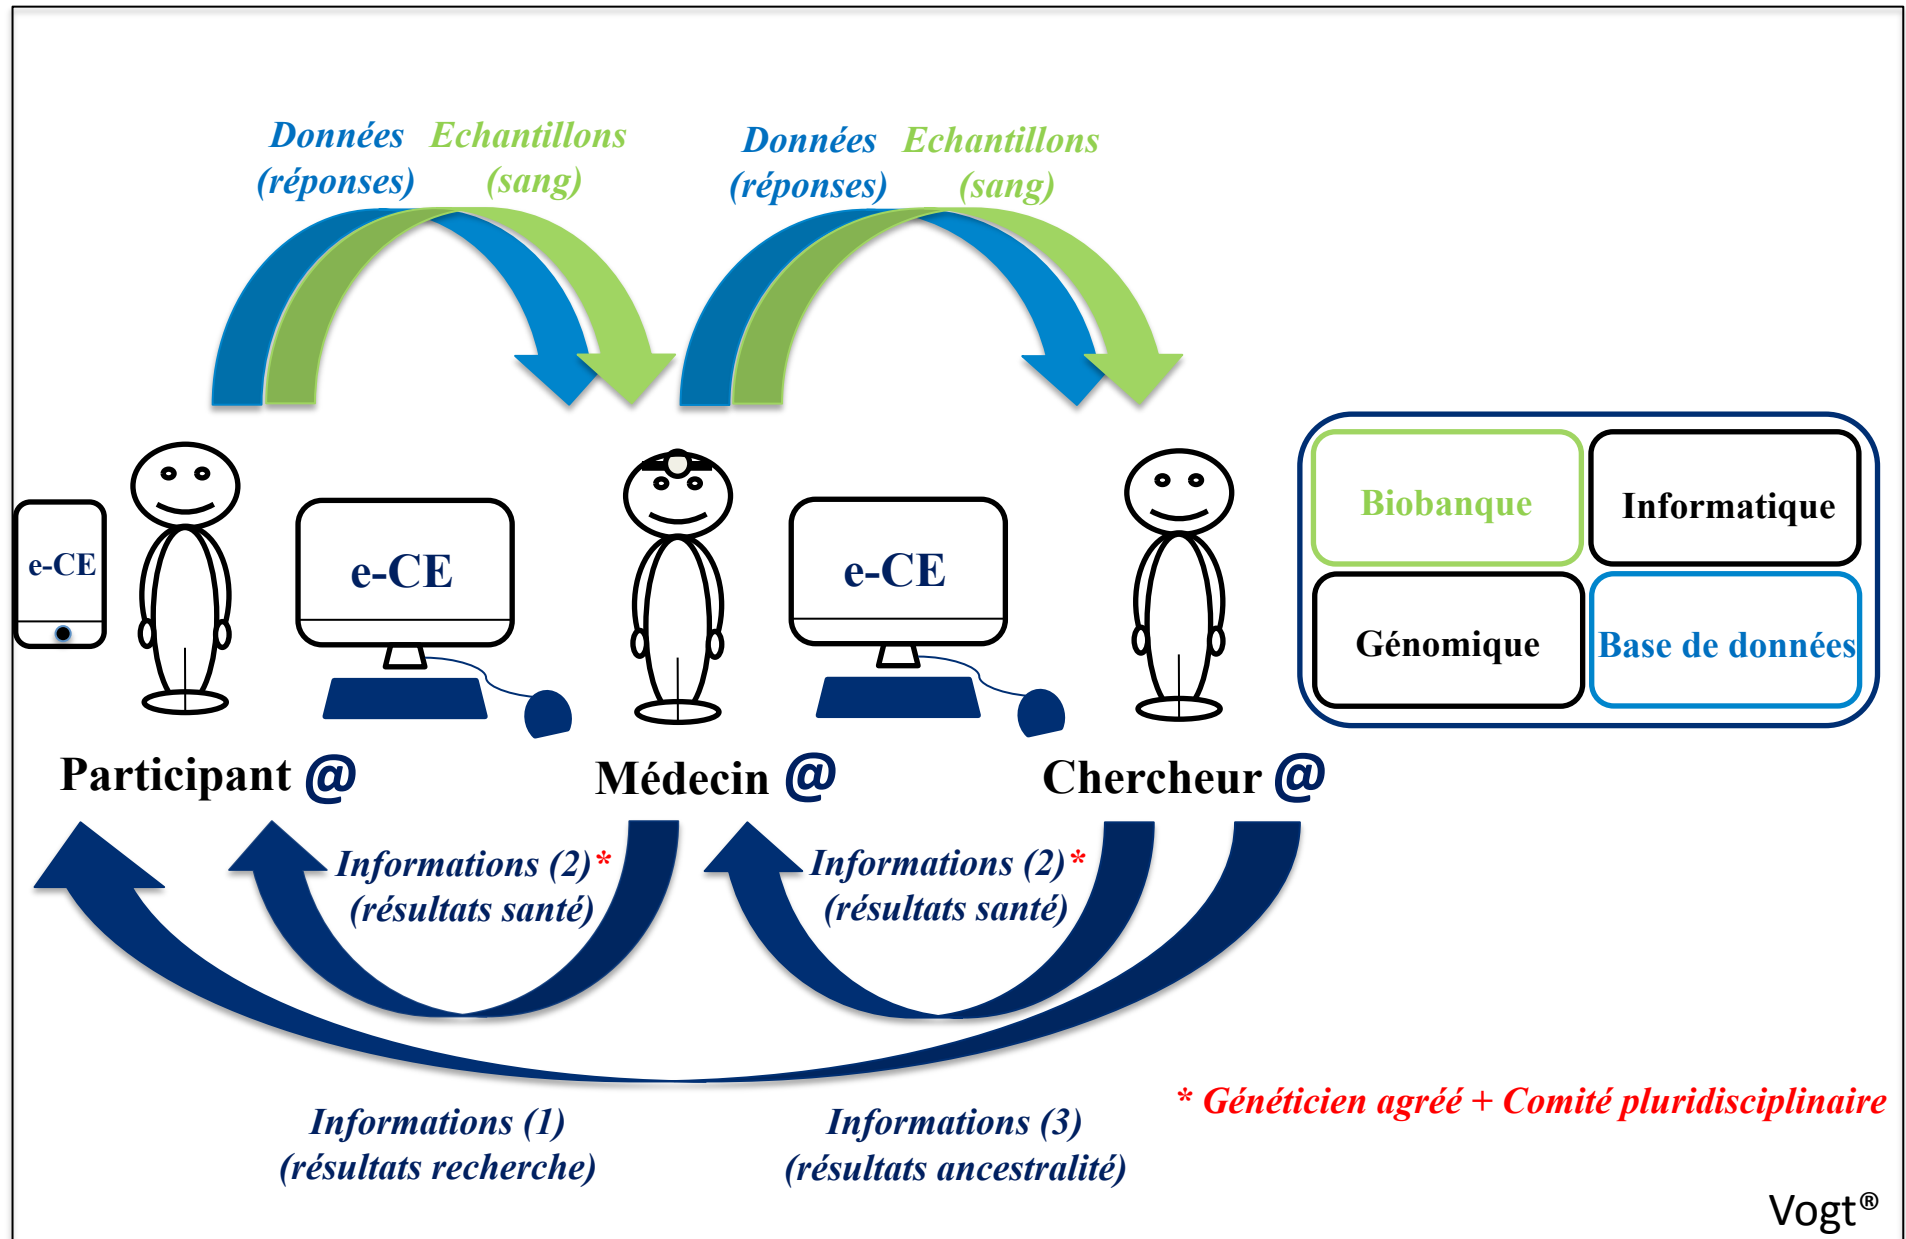 Données
(réponses)
Echantillons
(sang)
Données
(réponses)
Echantillons
(sang)
e-CE
e-CE
e-CE
Biobanque
Informatique
Génomique
Base de données
Participant @
Médecin @
Chercheur @
Informations (2)*
(résultats santé)
Informations (2)*
(résultats santé)
Informations (1)
(résultats recherche)
Informations (3)
(résultats ancestralité)
* Généticien agréé + Comité pluridisciplinaire
Vogt®